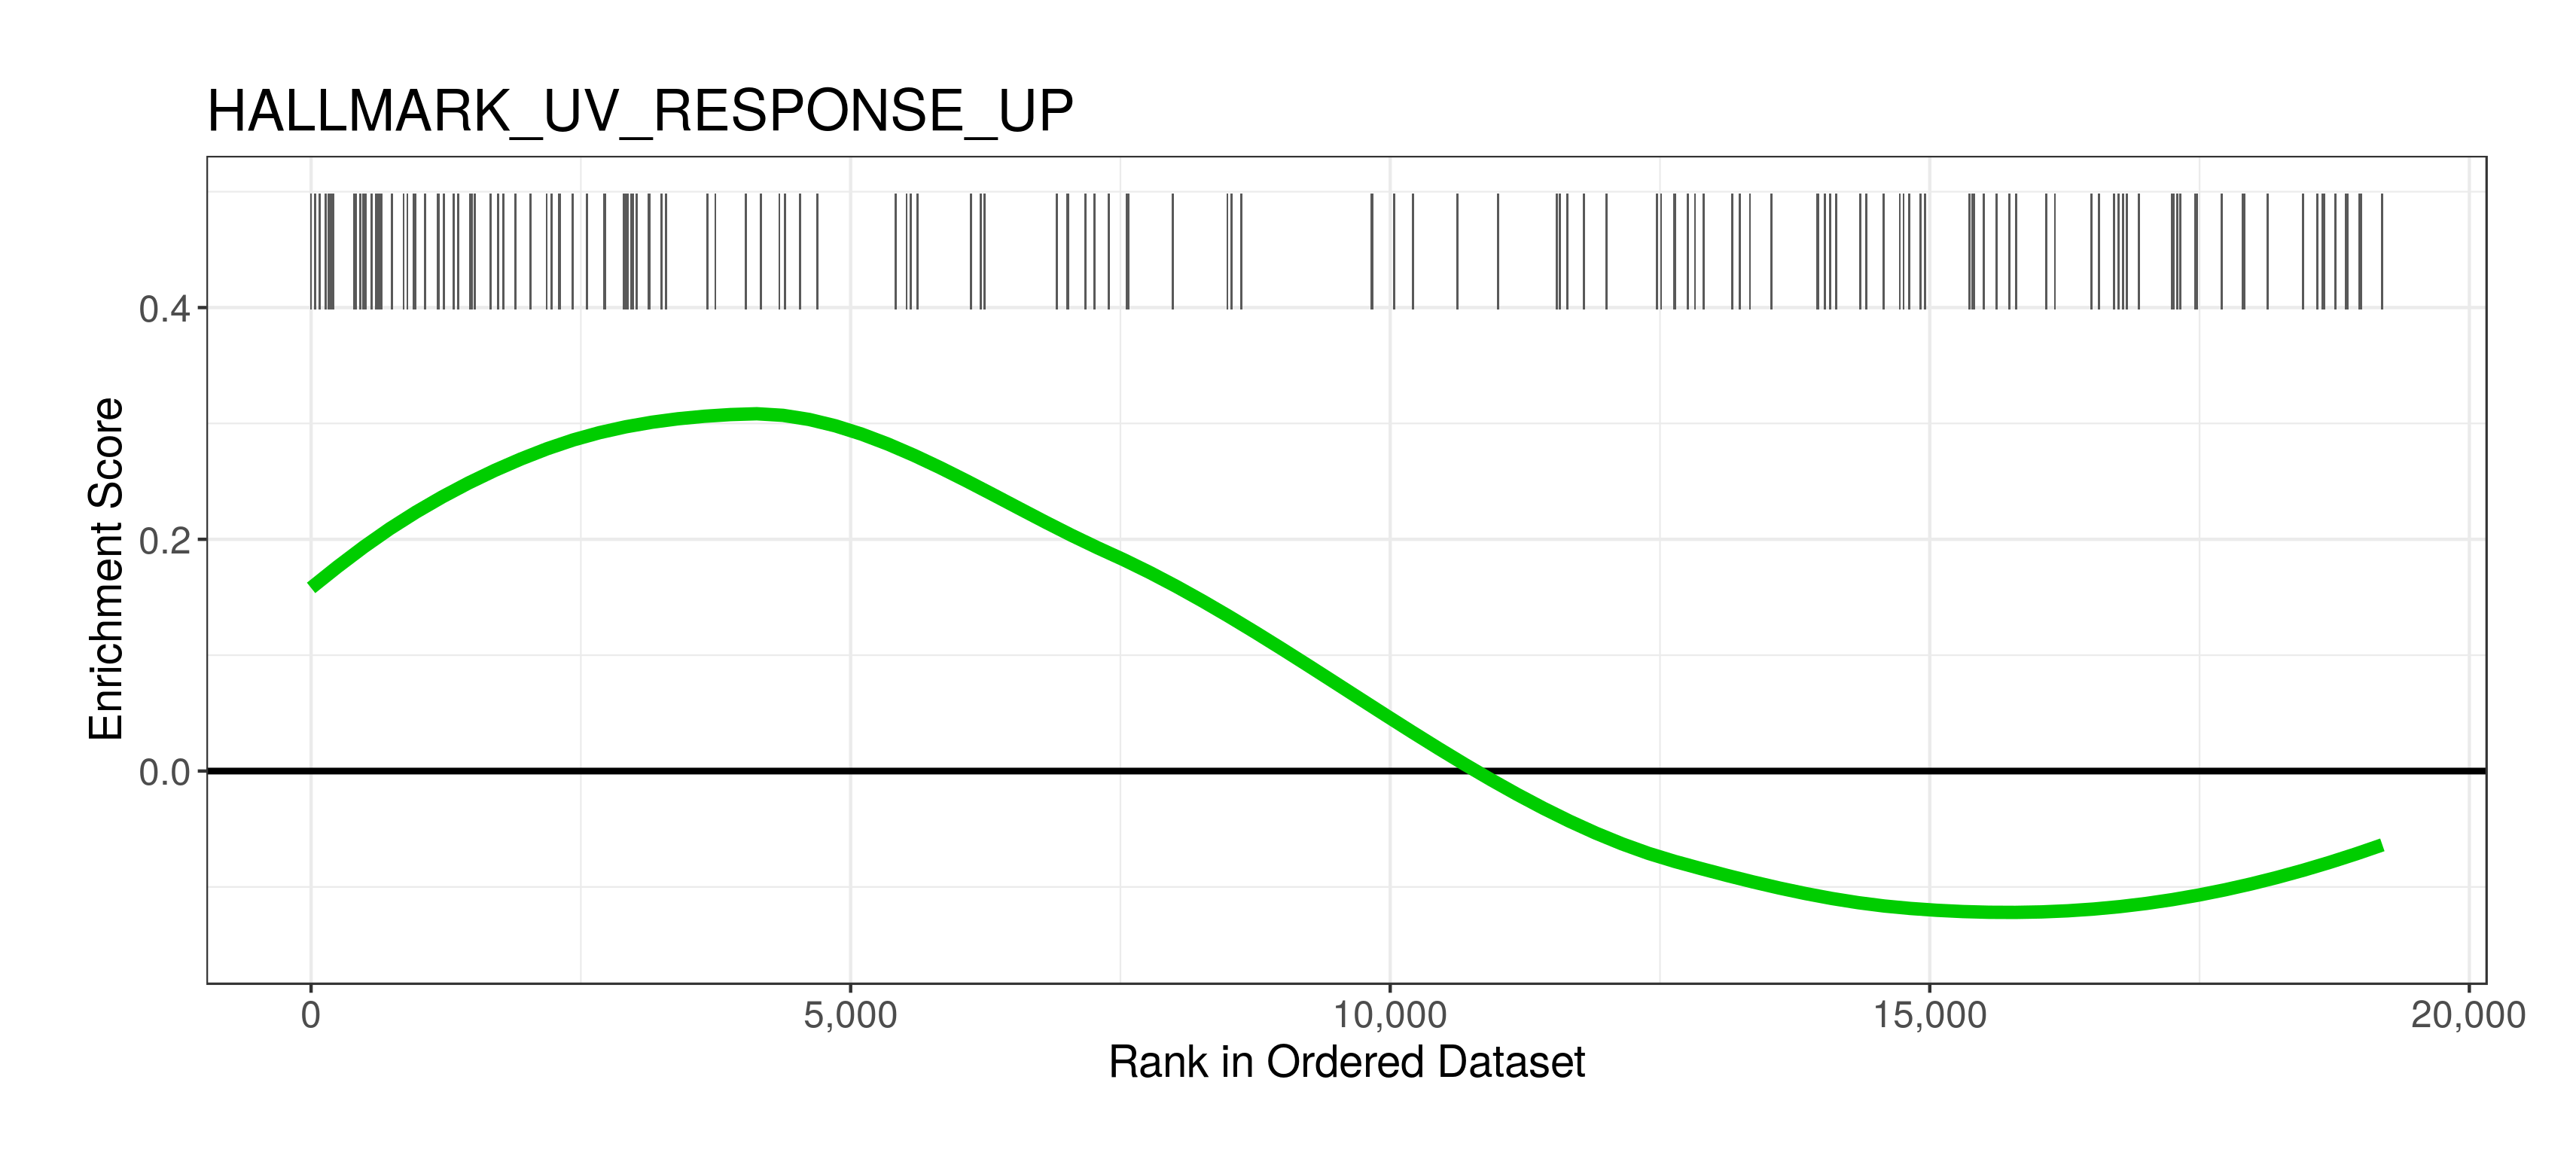 HALLMARK_UV_RESPONSE_UP
Enrichment Score
0.4
0.2
0.0
0 5,000 10,000 15,000 20,000
Rank in Ordered Dataset